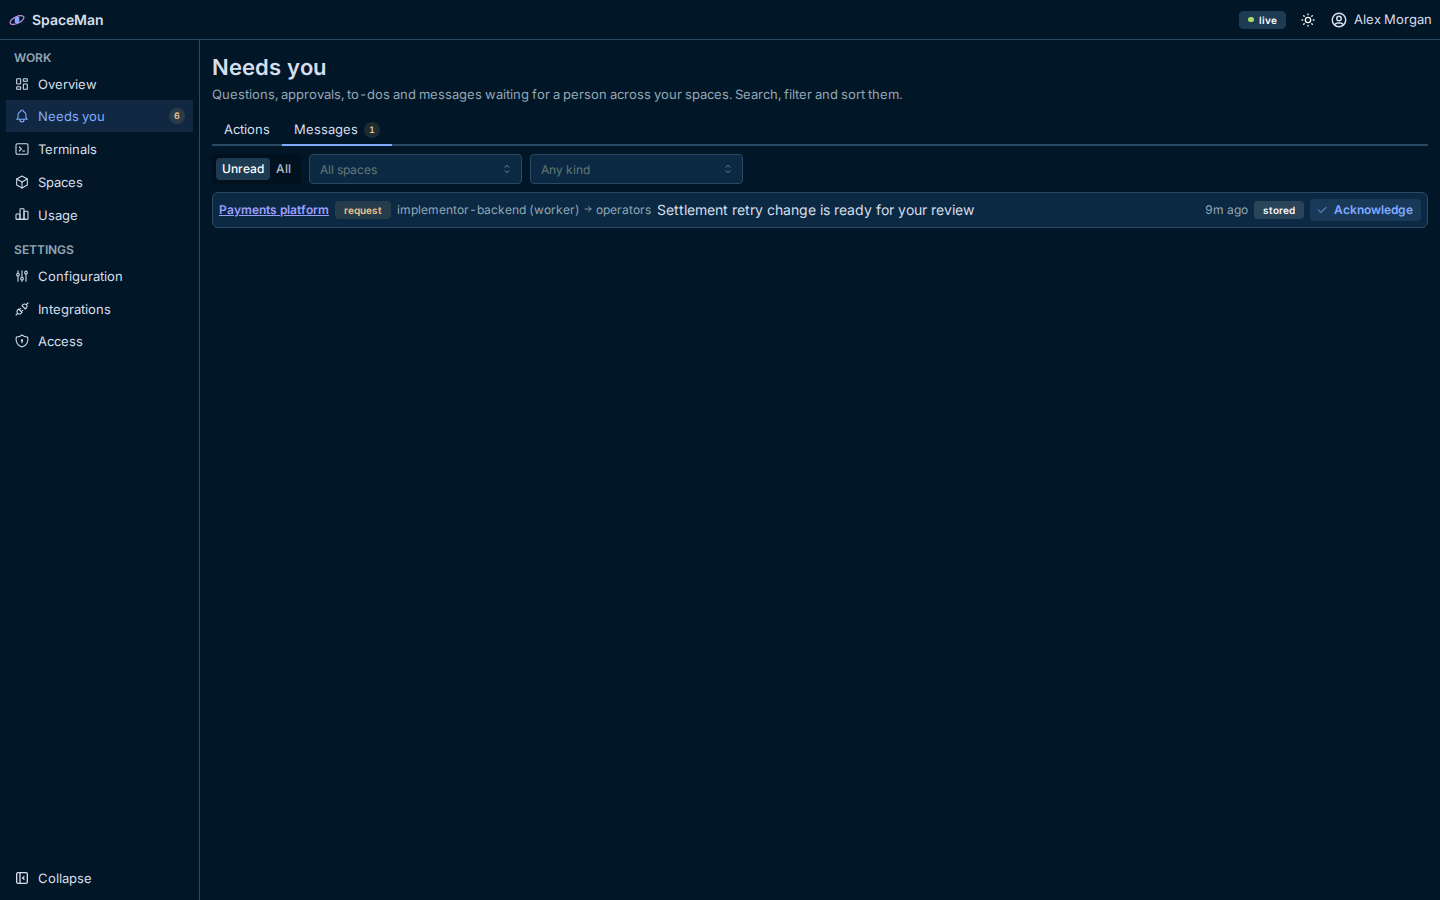 SpaceMan
live
Alex Morgan
WORK
Overview
Needs you 6
Terminals
Spaces
Usage
SETTINGS
Configuration
Integrations
Access
Collapse
Needs you
Questions, approvals, to-dos and messages waiting for a person across your spaces. Search, filter and sort them.
Actions Messages 1
Unread All All spaces Any kind
Payments platform request implementor-backend (worker) → operators Settlement retry change is ready for your review 9m ago stored Acknowledge